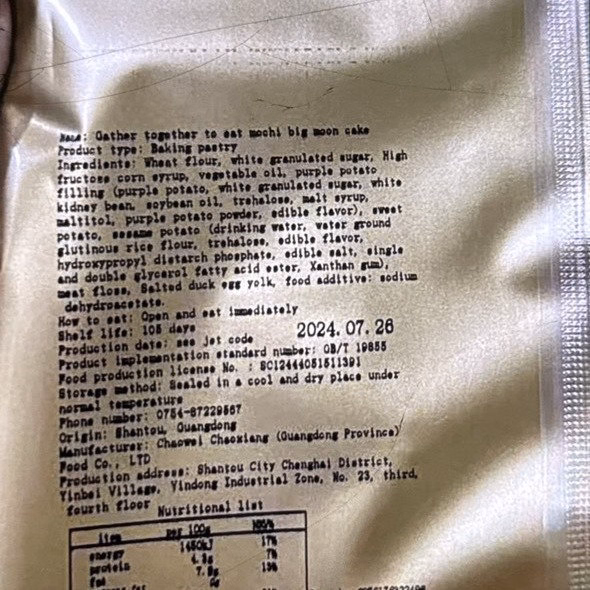 Name: Gather together to eat mochi big moon cake
Product type: Baking pastry
Ingredients: Wheat flour, white granulated sugar, High
fructose corn syrup, vegetable oil, purple potato
filling (purple potato, white granulated sugar, white
kidney bean, soybean oil, trehalose, malt syrup,
maltitol, purple potato powder, edible flavor), sweet
potato, sesame potato (drinking water, water ground
glutinous rice flour, trehalose, edible flavor,
hydroxypropyl distarch phosphate, edible salt, single
and double glycerol fatty acid ester, Xanthan gum),
meat floss, Salted duck egg yolk, food additive: sodium
dehydroacetate.
How to eat: Open and eat immediately
Shelf life: 105 days
Production date: see jet code 2024. 07. 26
Product implementation standard number: GB/T 19855
Food production license No. : SC12444051511391
Storage method: Sealed in a cool and dry place under
normal temperature
Phone number: 0754-87229567
Origin: Shantou, Guangdong
Manufacturer: Chaowei Chaoxiang (Guangdong Province)
Food Co., LTD
Production address: Shantou City Chenghai District,
Yinbei Village, Yindong Industrial Zone, No. 23, third,
fourth floor
Nutritional list
item per 100g NRV%
energy 1450kJ 17%
protein 4.3g 7%
fat 7.8g 13%